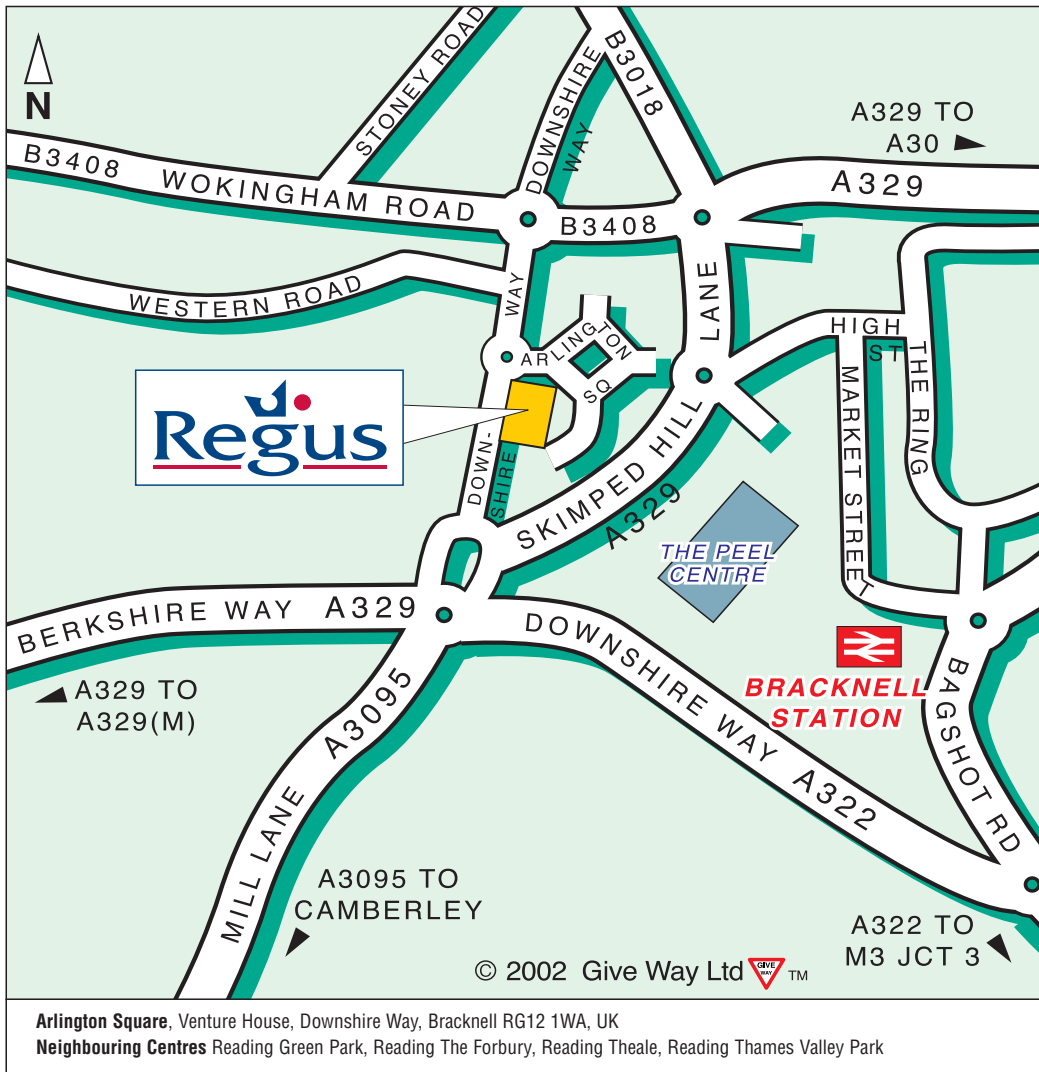 N
STONEY ROAD
DOWNSHIRE
WAY
B3018
A329 TO
A30
B3408 WOKINGHAM ROAD
B3408
A329
WESTERN ROAD
WAY
LANE
ARLINGTON
SQ
HIGH
ST
THE RING
MARKET STREET
Regus
DOWN-
SHIRE
SKIMPED HILL
A329
THE PEEL
CENTRE
BERKSHIRE WAY A329
DOWNSHIRE WAY A322
BRACKNELL
STATION
BAGSHOT RD
A329 TO
A329(M)
MILL LANE A3095
A3095 TO
CAMBERLEY
A322 TO
M3 JCT 3
© 2002 Give Way Ltd GIVE WAY TM
Arlington Square, Venture House, Downshire Way, Bracknell RG12 1WA, UK
Neighbouring Centres Reading Green Park, Reading The Forbury, Reading Theale, Reading Thames Valley Park